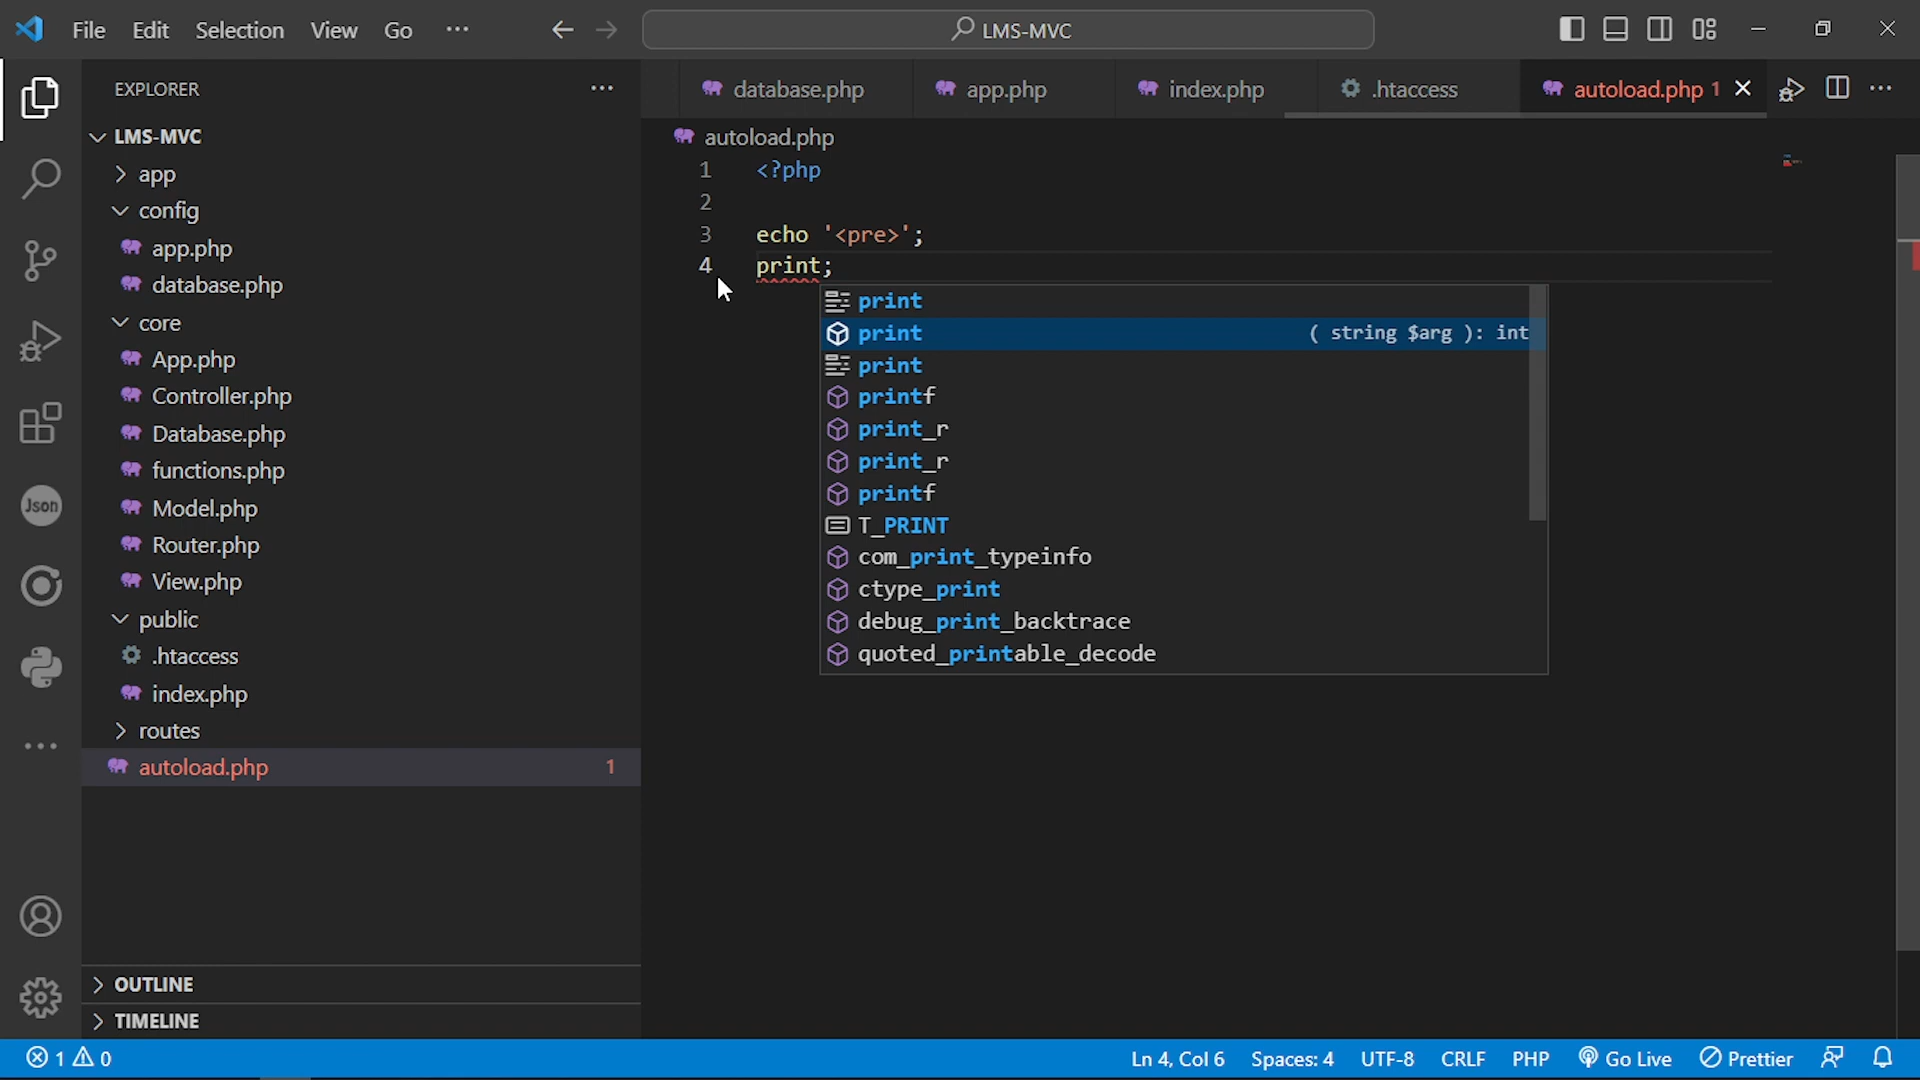 File Edit Selection View Go ··· LMS-MVC
EXPLORER ···
database.php app.php index.php .htaccess autoload.php 1
LMS-MVC
app
config
app.php
database.php
core
App.php
Controller.php
Database.php
functions.php
Model.php
Router.php
View.php
public
.htaccess
index.php
routes
autoload.php 1
OUTLINE
TIMELINE
Json
autoload.php
1 <?php
2
3 echo '<pre>';
4 print;
print
print ( string $arg ): int
print
printf
print_r
print_r
printf
T_PRINT
com_print_typeinfo
ctype_print
debug_print_backtrace
quoted_printable_decode
1 0 Ln 4, Col 6 Spaces: 4 UTF-8 CRLF PHP Go Live Prettier